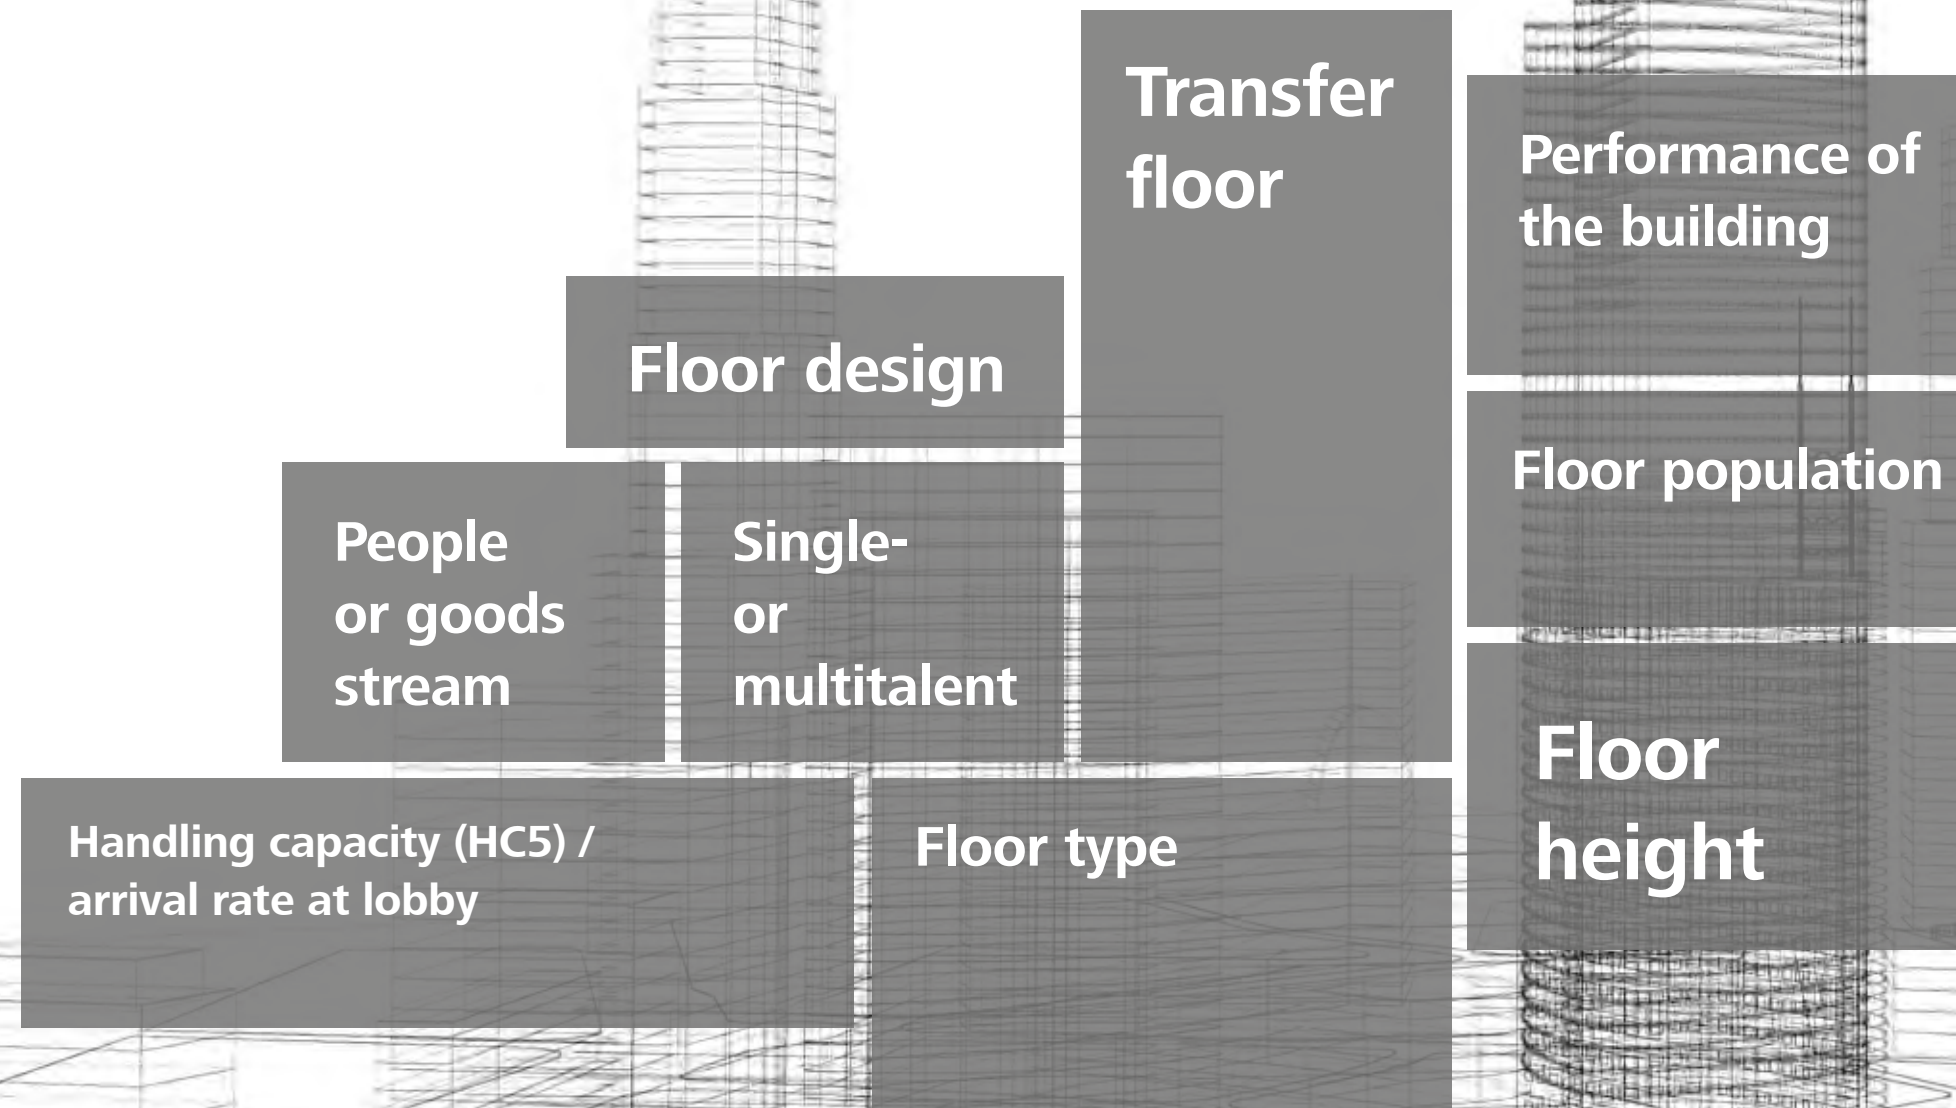 Transfer
floor
Performance of
the building
Floor design
Floor population
People
or goods
stream
Single-
or
multitalent
Floor
height
Handling capacity (HC5) /
arrival rate at lobby
Floor type